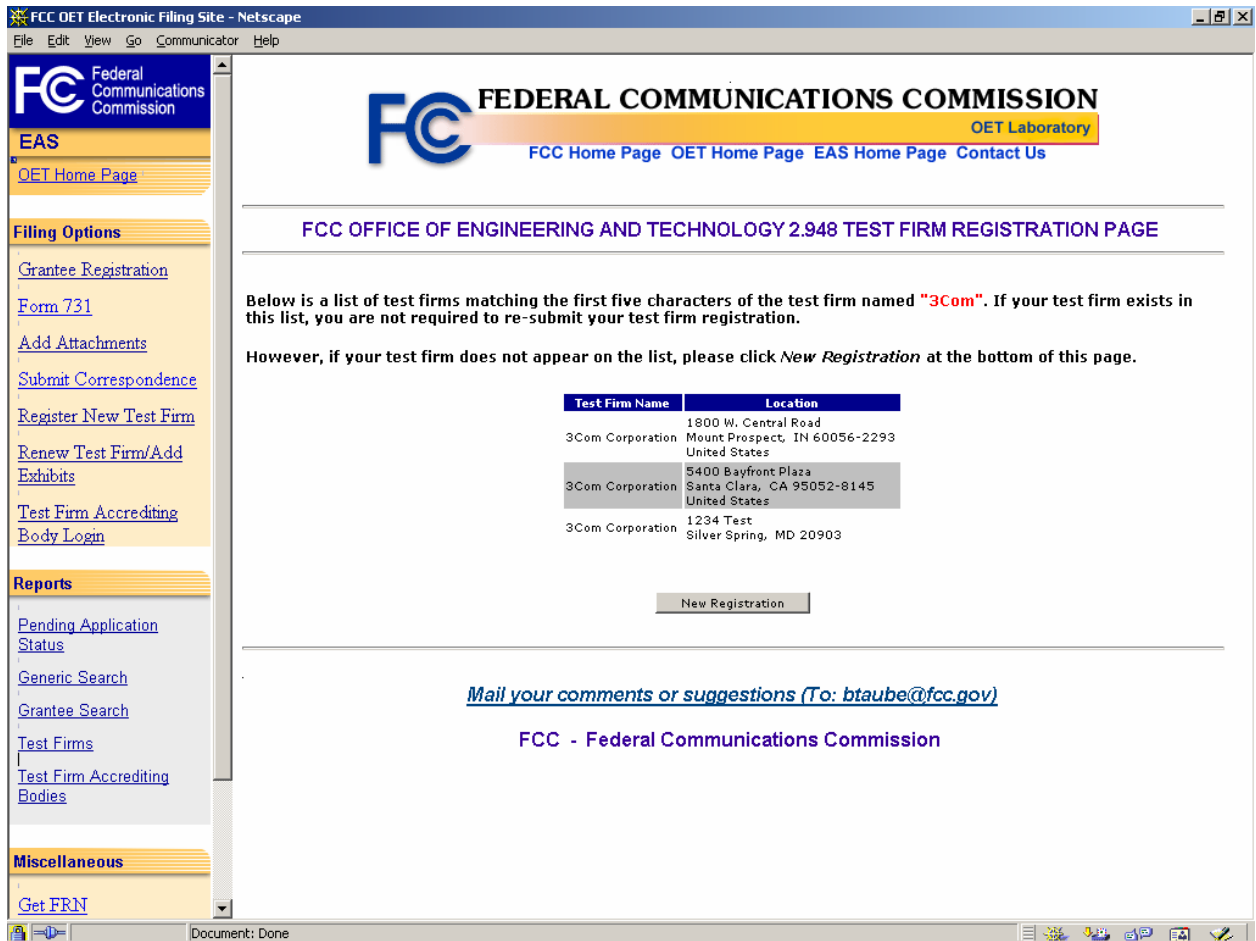 FCC OET Electronic Filing Site - Netscape
File Edit View Go Communicator Help
FCC Federal
Communications
Commission
EAS
OET Home Page
Filing Options
Grantee Registration
Form 731
Add Attachments
Submit Correspondence
Register New Test Firm
Renew Test Firm/Add
Exhibits
Test Firm Accrediting
Body Login
Reports
Pending Application
Status
Generic Search
Grantee Search
Test Firms
Test Firm Accrediting
Bodies
Miscellaneous
Get FRN
FCC FEDERAL COMMUNICATIONS COMMISSION
OET Laboratory
FCC Home Page OET Home Page EAS Home Page Contact Us
FCC OFFICE OF ENGINEERING AND TECHNOLOGY 2.948 TEST FIRM REGISTRATION PAGE
Below is a list of test firms matching the first five characters of the test firm named "3Com". If your test firm exists in
this list, you are not required to re-submit your test firm registration.
However, if your test firm does not appear on the list, please click New Registration at the bottom of this page.
Test Firm Name Location
3Com Corporation 1800 W. Central Road
Mount Prospect, IN 60056-2293
United States
3Com Corporation 5400 Bayfront Plaza
Santa Clara, CA 95052-8145
United States
3Com Corporation 1234 Test
Silver Spring, MD 20903
New Registration
Mail your comments or suggestions (To: btaube@fcc.gov)
FCC - Federal Communications Commission
Document: Done